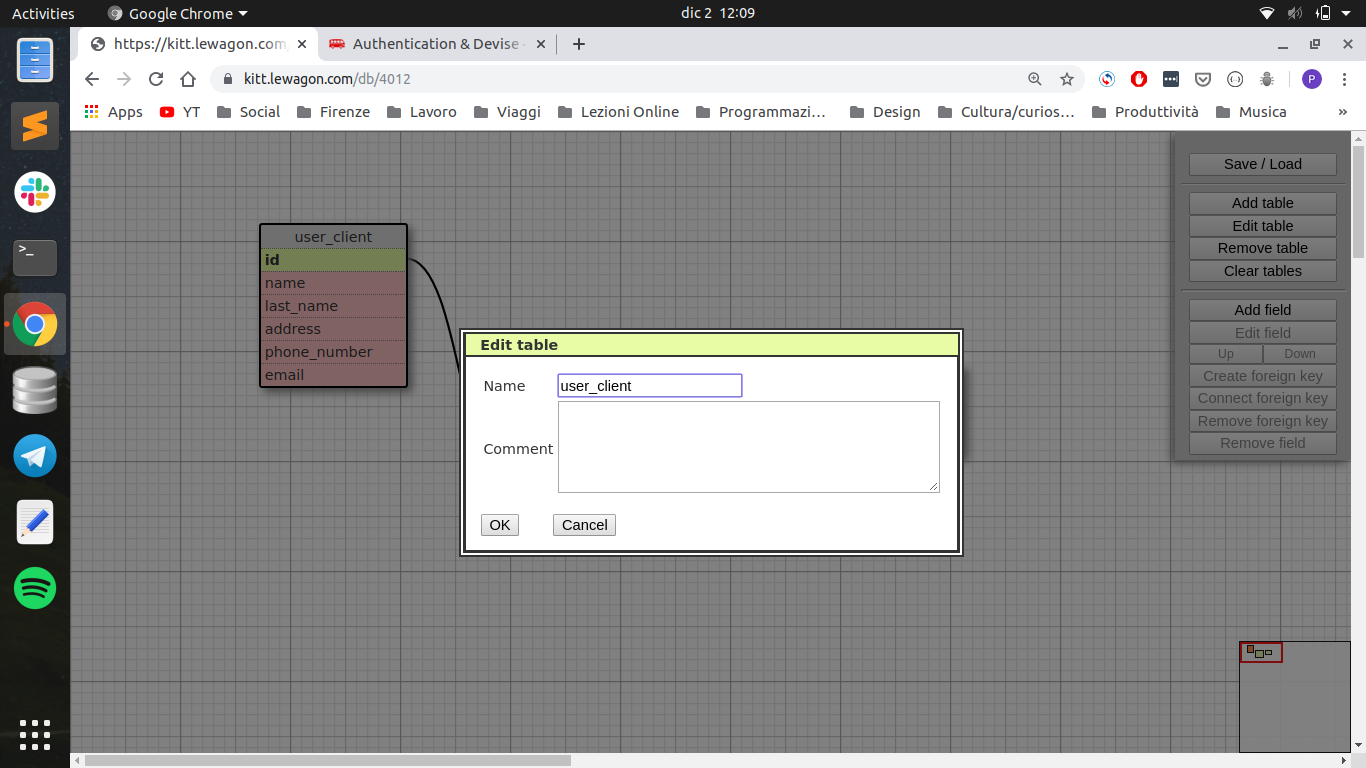 Activities
Google Chrome
dic 2 12:09
https://kitt.lewagon.com
Authentication & Devise
kitt.lewagon.com/db/4012
P
Apps
YT
Social
Firenze
Lavoro
Viaggi
Lezioni Online
Programmazi…
Design
Cultura/curios…
Produttività
Musica
»
>_
user_client
id
name
last_name
address
phone_number
email
Edit table
Name
user_client
Comment
OK
Cancel
Save / Load
Add table
Edit table
Remove table
Clear tables
Add field
Edit field
Up
Down
Create foreign key
Connect foreign key
Remove foreign key
Remove field